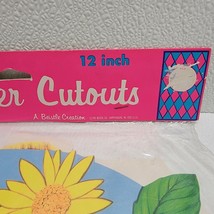 12 inch
er Cutouts
A Beistle Creation